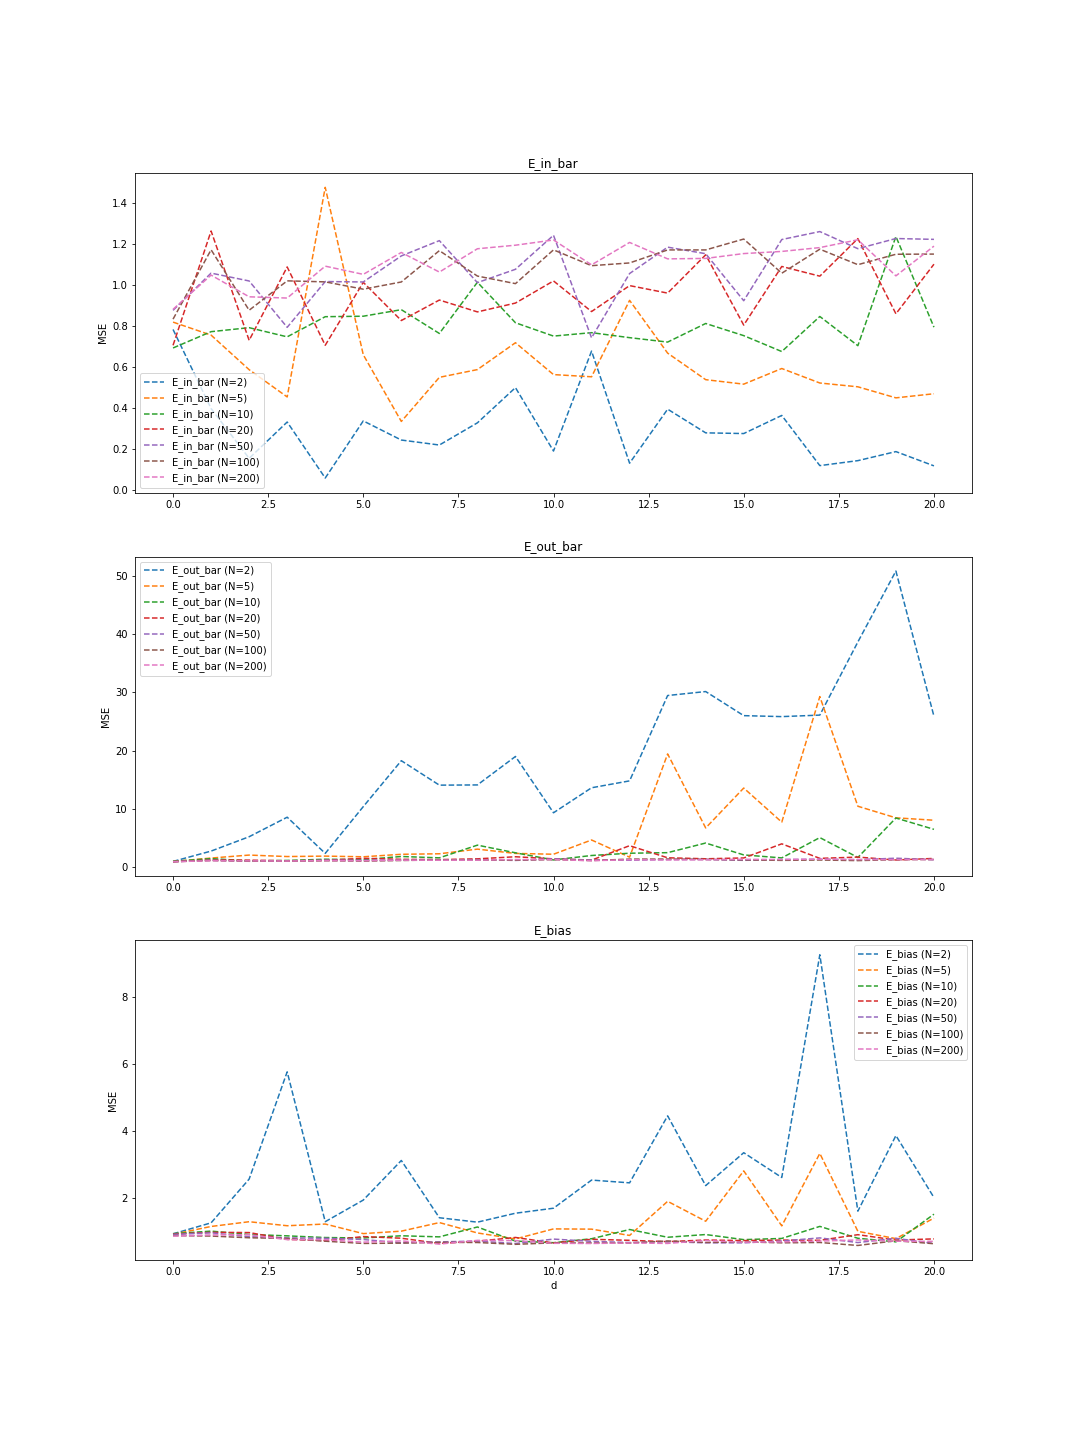 E_in_bar
MSE
1.4
1.2
1.0
0.8
0.6
0.4
0.2
0.0
E_in_bar (N=2)
E_in_bar (N=5)
E_in_bar (N=10)
E_in_bar (N=20)
E_in_bar (N=50)
E_in_bar (N=100)
E_in_bar (N=200)
0.0 2.5 5.0 7.5 10.0 12.5 15.0 17.5 20.0
E_out_bar
MSE
50
40
30
20
10
0
E_out_bar (N=2)
E_out_bar (N=5)
E_out_bar (N=10)
E_out_bar (N=20)
E_out_bar (N=50)
E_out_bar (N=100)
E_out_bar (N=200)
0.0 2.5 5.0 7.5 10.0 12.5 15.0 17.5 20.0
E_bias
MSE
8
6
4
2
E_bias (N=2)
E_bias (N=5)
E_bias (N=10)
E_bias (N=20)
E_bias (N=50)
E_bias (N=100)
E_bias (N=200)
0.0 2.5 5.0 7.5 10.0 12.5 15.0 17.5 20.0
d